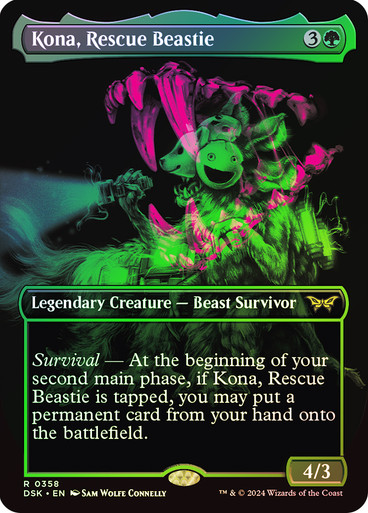 Kona, Rescue Beastie 3
Legendary Creature — Beast Survivor
Survival — At the beginning of your
second main phase, if Kona, Rescue
Beastie is tapped, you may put a
permanent card from your hand onto
the battlefield.
4/3
R 0358
DSK • EN Sam Wolfe Connelly
™ & © 2024 Wizards of the Coast